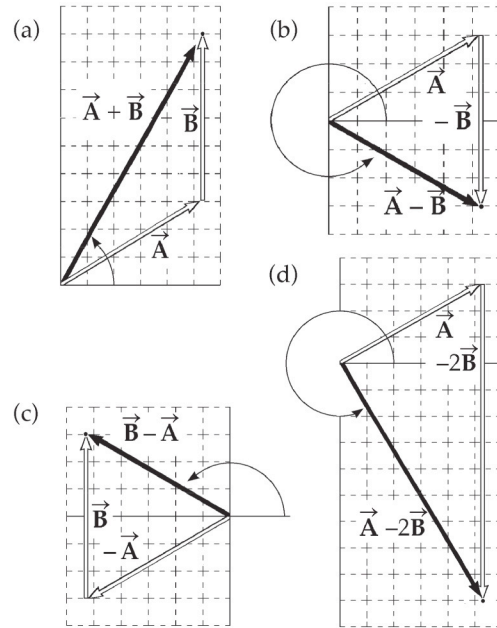 (a)
A⃗ + B⃗
B⃗
A⃗
(b)
A⃗
−B⃗
A⃗ − B⃗
(c)
B⃗ − A⃗
B⃗
−A⃗
(d)
A⃗
−2B⃗
A⃗ −2B⃗